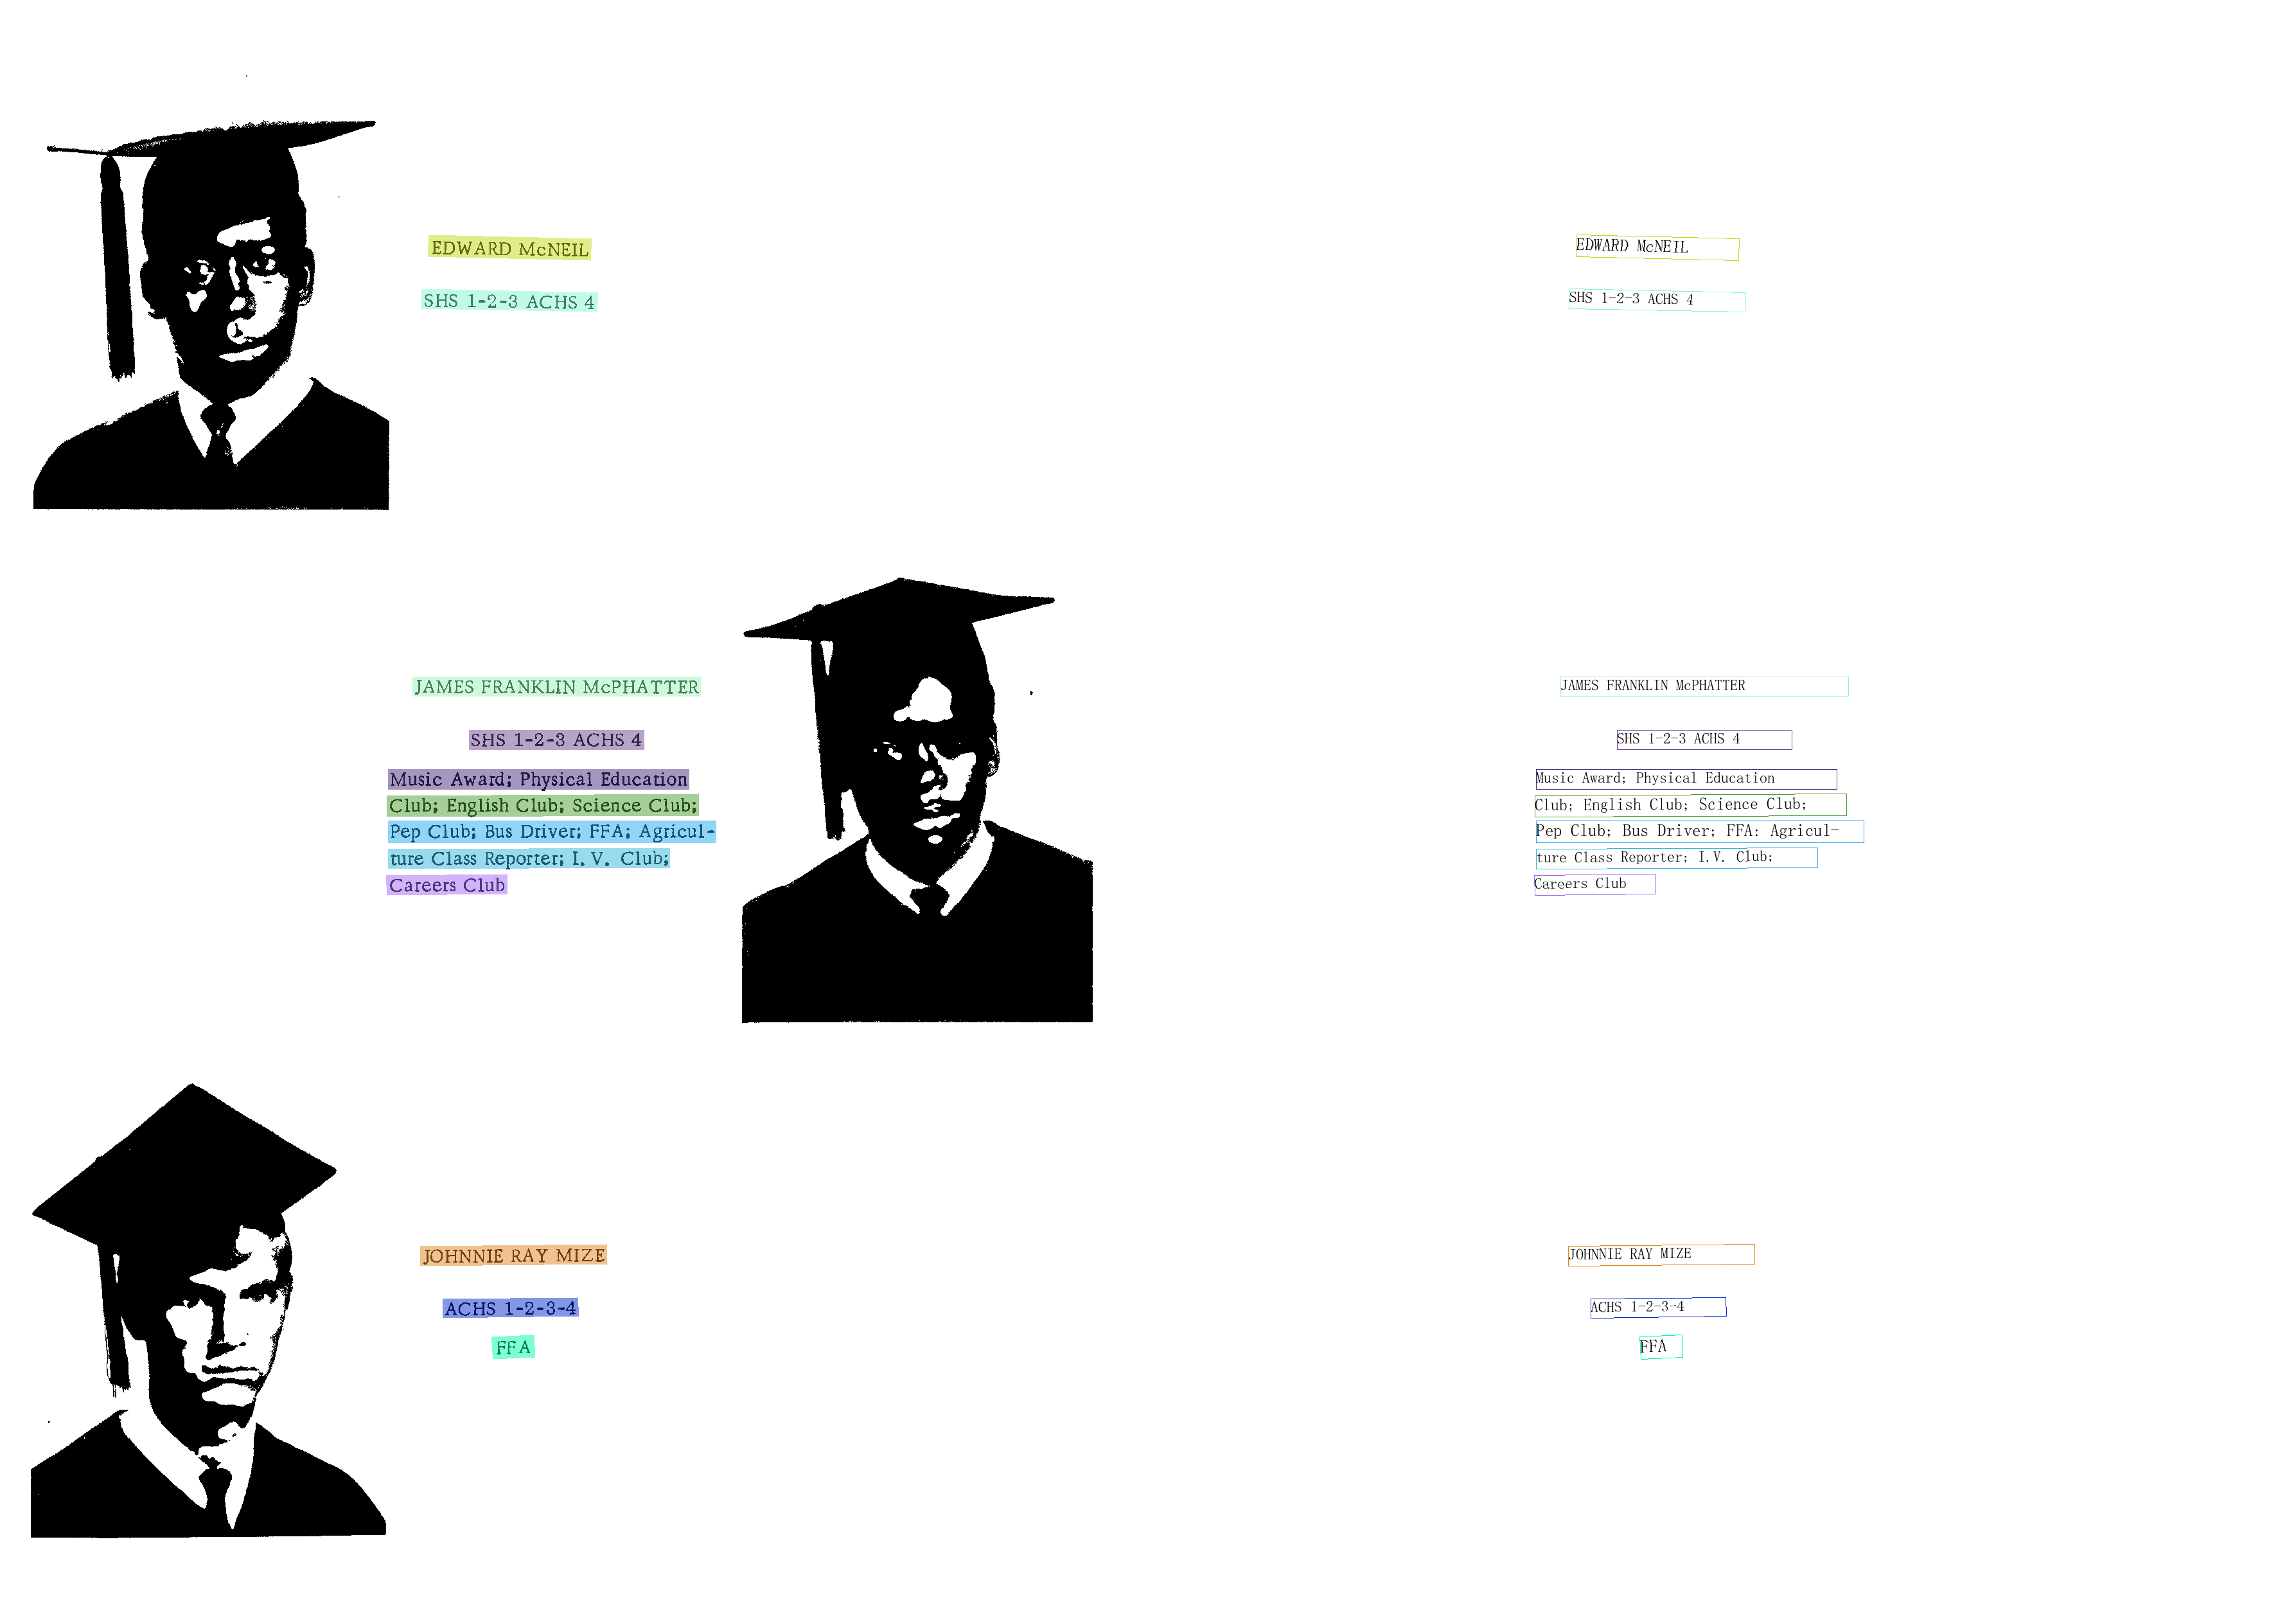 EDWARD McNEIL
SHS 1-2-3 ACHS 4
JAMES FRANKLIN McPHATTER
SHS 1-2-3 ACHS 4
Music Award; Physical Education
Club; English Club; Science Club;
Pep Club; Bus Driver; FFA; Agricul-
ture Class Reporter; I. V. Club;
Careers Club
JOHNNIE RAY MIZE
ACHS 1-2-3-4
FFA
EDWARD McNEIL
SHS 1-2-3 ACHS 4
JAMES FRANKLIN McPHATTER
SHS 1-2-3 ACHS 4
Music Award; Physical Education
Club; English Club; Science Club;
Pep Club; Bus Driver; FFA: Agricul-
ture Class Reporter; I.V. Club;
Careers Club
JOHNNIE RAY MIZE
ACHS 1-2-3-4
FFA